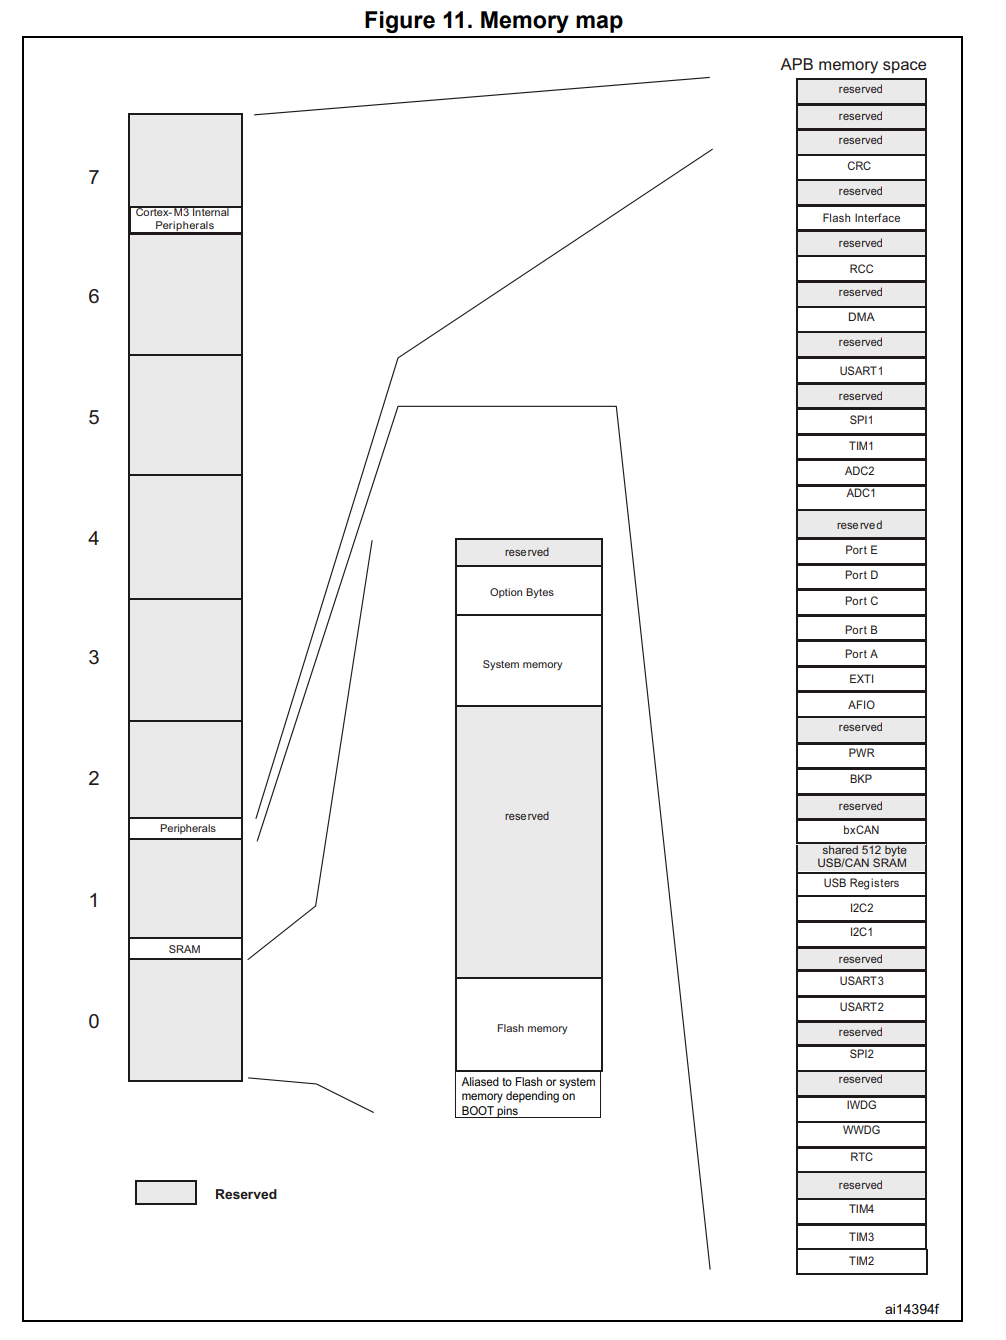 Figure 11. Memory map
APB memory space
reserved
reserved
reserved
CRC
reserved
Flash Interface
reserved
RCC
reserved
DMA
reserved
USART1
reserved
SPI1
TIM1
ADC2
ADC1
reserved
Port E
Port D
Port C
Port B
Port A
EXTI
AFIO
reserved
PWR
BKP
reserved
bxCAN
shared 512 byte
USB/CAN SRAM
USB Registers
I2C2
I2C1
reserved
USART3
USART2
reserved
SPI2
reserved
IWDG
WWDG
RTC
reserved
TIM4
TIM3
TIM2
7
Cortex-M3 Internal
Peripherals
6
5
4
3
2
Peripherals
1
SRAM
0
reserved
Option Bytes
System memory
reserved
Flash memory
Aliased to Flash or system
memory depending on
BOOT pins
Reserved
ai14394f